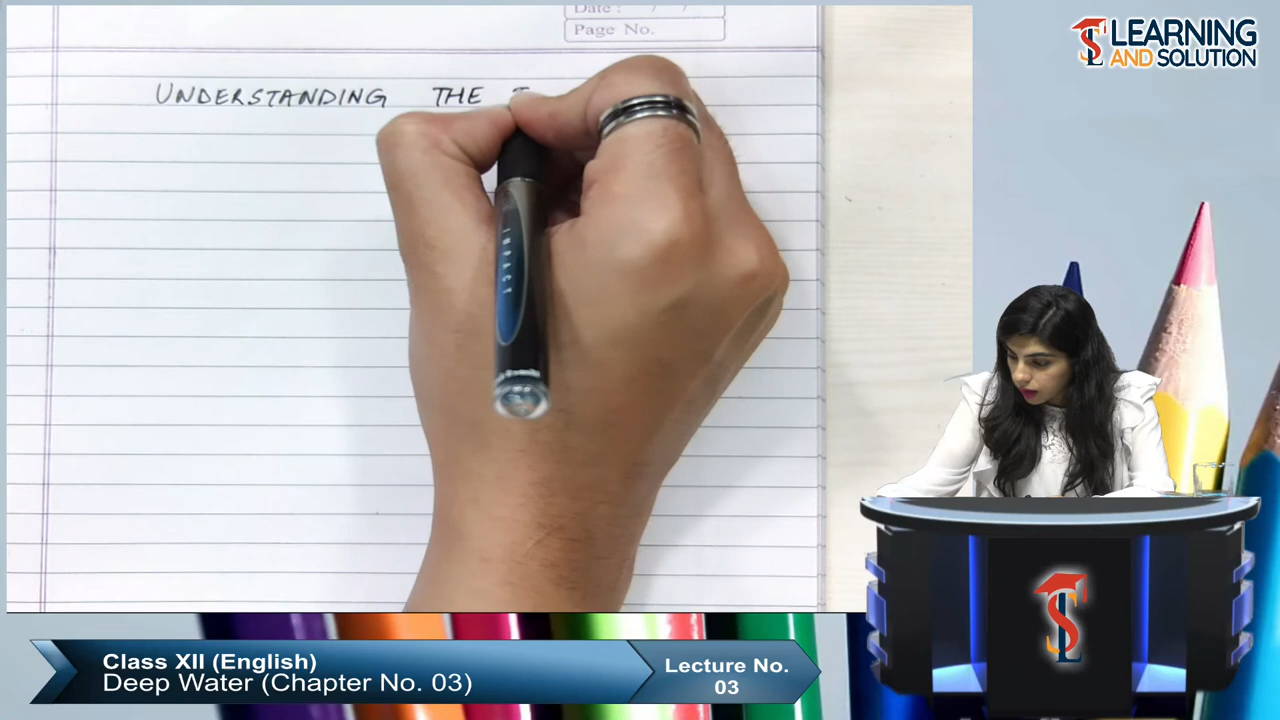 Date : / /
Page No.
LEARNING
AND SOLUTION
UNDERSTANDING THE
IMPACT
Class XII (English)
Deep Water (Chapter No. 03)
Lecture No.
03